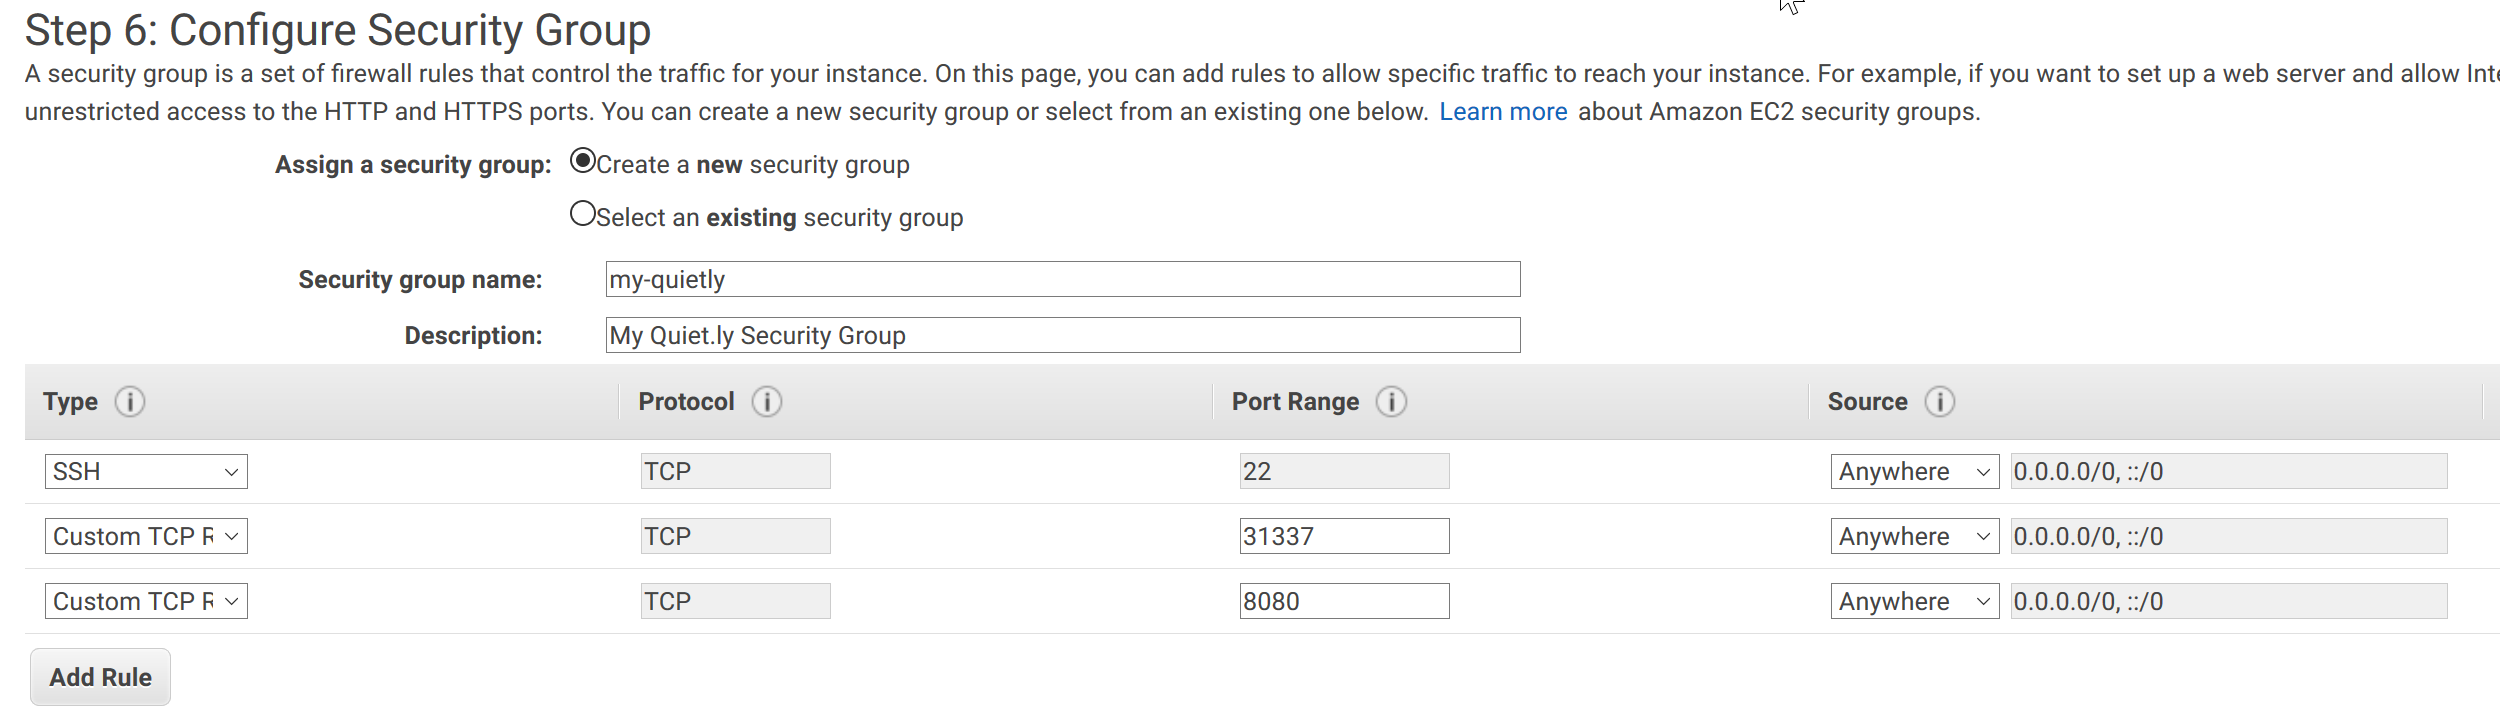 Step 6: Configure Security Group
A security group is a set of firewall rules that control the traffic for your instance. On this page, you can add rules to allow specific traffic to reach your instance. For example, if you want to set up a web server and allow
unrestricted access to the HTTP and HTTPS ports. You can create a new security group or select from an existing one below. Learn more about Amazon EC2 security groups.
Assign a security group: Create a new security group
Select an existing security group
Security group name: my-quietly
Description: My Quiet.ly Security Group
Type i Protocol i Port Range i Source i
SSH TCP 22 Anywhere 0.0.0.0/0, ::/0
Custom TCP R TCP 31337 Anywhere 0.0.0.0/0, ::/0
Custom TCP R TCP 8080 Anywhere 0.0.0.0/0, ::/0
Add Rule